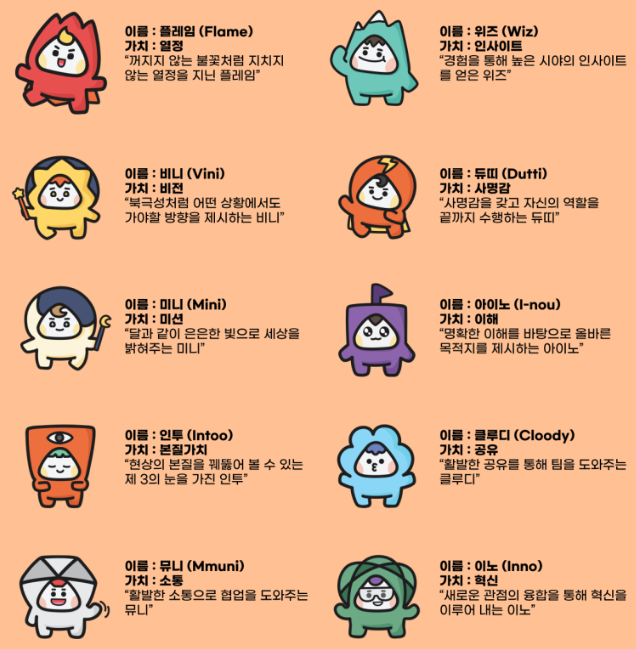 이름 : 플레임 (Flame)
가치 : 열정
“꺼지지 않는 불꽃처럼 지치지
않는 열정을 지닌 플레임”
이름 : 위즈 (Wiz)
가치 : 인사이트
“경험을 통해 높은 시야의 인사이트
를 얻은 위즈”
이름 : 비니 (Vini)
가치 : 비전
“북극성처럼 어떤 상황에서도
가야할 방향을 제시하는 비니”
이름 : 듀띠 (Dutti)
가치 : 사명감
“사명감을 갖고 자신의 역할을
끝까지 수행하는 듀띠”
이름 : 미니 (Mini)
가치 : 미션
“달과 같이 은은한 빛으로 세상을
밝혀주는 미니”
이름 : 아이노 (I-nou)
가치 : 이해
“명확한 이해를 바탕으로 올바른
목적지를 제시하는 아이노”
이름 : 인투 (Intoo)
가치 : 본질가치
“현상의 본질을 꿰뚫어 볼 수 있는
제 3의 눈을 가진 인투”
이름 : 클루디 (Cloody)
가치 : 공유
“활발한 공유를 통해 팀을 도와주는
클루디”
이름 : 뮤니 (Mmuni)
가치 : 소통
“활발한 소통으로 협업을 도와주는
뮤니”
이름 : 이노 (Inno)
가치 : 혁신
“새로운 관점의 융합을 통해 혁신을
이루어 내는 이노”